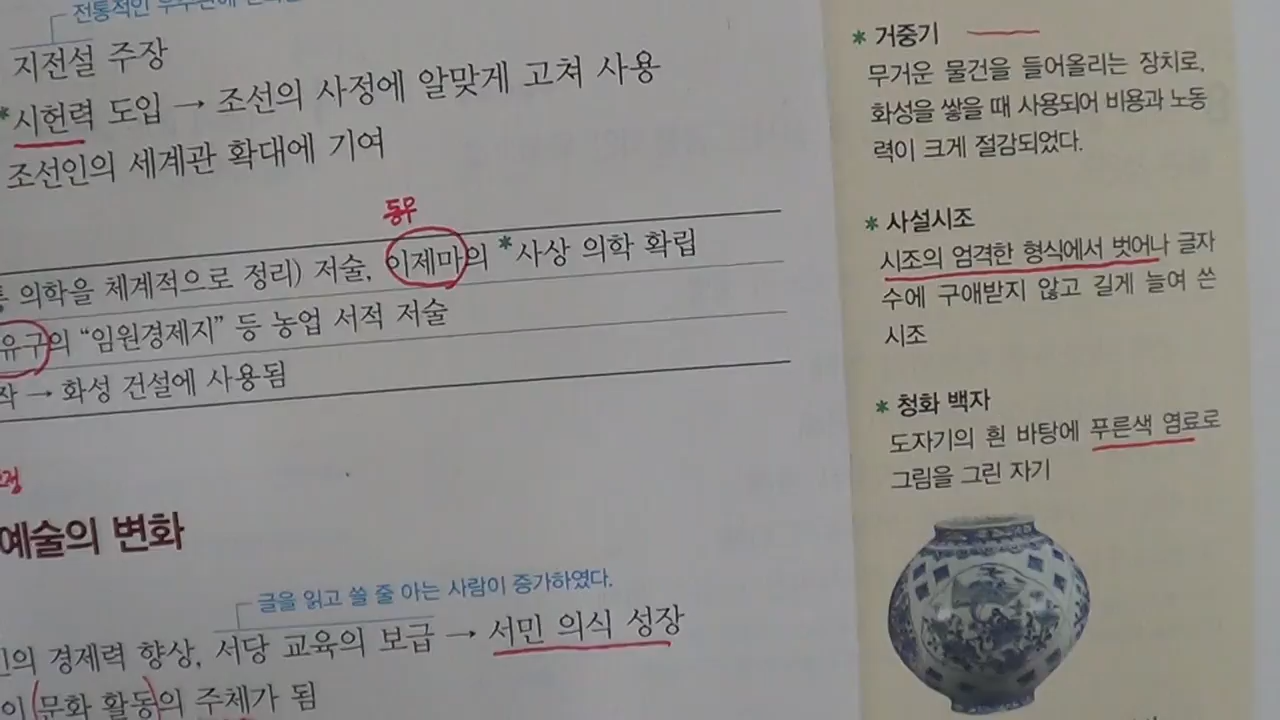 전통적인
지전설 주장
*시헌력 도입 → 조선의 사정에 알맞게 고쳐 사용
조선인의 세계관 확대에 기여
동무
의학을 체계적으로 정리) 저술, 이제마의 *사상 의학 확립
유구의 “임원경제지” 등 농업 서적 저술
작 → 화성 건설에 사용됨
예술의 변화
글을 읽고 쓸 줄 아는 사람이 증가하였다.
의 경제력 향상, 서당 교육의 보급 → 서민 의식 성장
이 (문화 활동)의 주체가 됨
* 거중기
무거운 물건을 들어올리는 장치로,
화성을 쌓을 때 사용되어 비용과 노동
력이 크게 절감되었다.
* 사설시조
시조의 엄격한 형식에서 벗어나 글자
수에 구애받지 않고 길게 늘여 쓴
시조
* 청화 백자
도자기의 흰 바탕에 푸른색 염료로
그림을 그린 자기